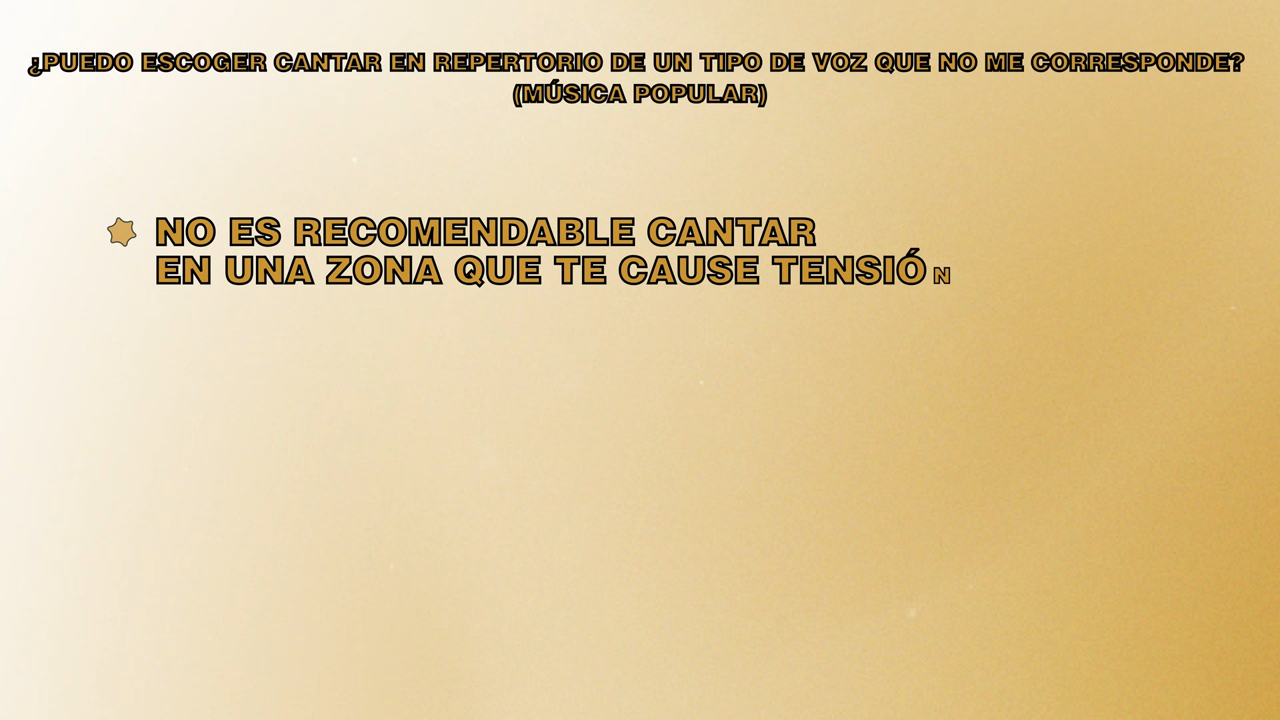 ¿PUEDO ESCOGER CANTAR EN REPERTORIO DE UN TIPO DE VOZ QUE NO ME CORRESPONDE?
(MÚSICA POPULAR)
NO ES RECOMENDABLE CANTAR
EN UNA ZONA QUE TE CAUSE TENSIÓN